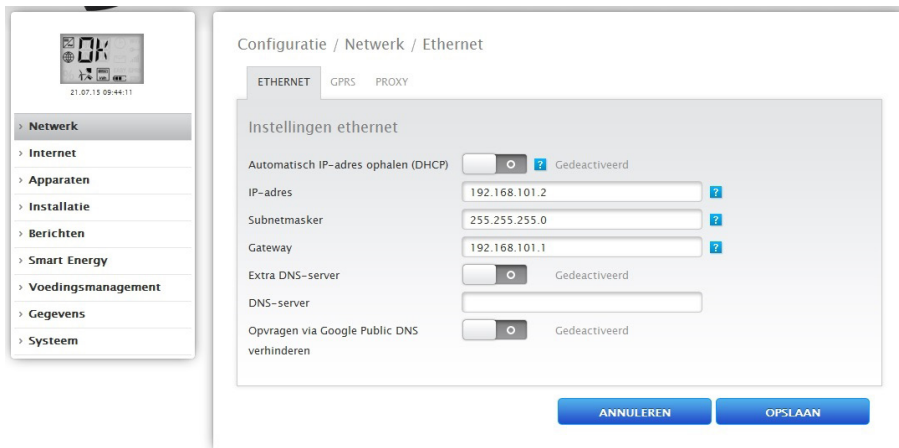 OK
21.07.15 09:44:11
› Netwerk
› Internet
› Apparaten
› Installatie
› Berichten
› Smart Energy
› Voedingsmanagement
› Gegevens
› Systeem
Configuratie / Netwerk / Ethernet
ETHERNET GPRS PROXY
Instellingen ethernet
Automatisch IP-adres ophalen (DHCP) ? Gedeactiveerd
IP-adres 192.168.101.2 ?
Subnetmasker 255.255.255.0 ?
Gateway 192.168.101.1 ?
Extra DNS-server Gedeactiveerd
DNS-server
Opvragen via Google Public DNS Gedeactiveerd
verhinderen
ANNULEREN OPSLAAN